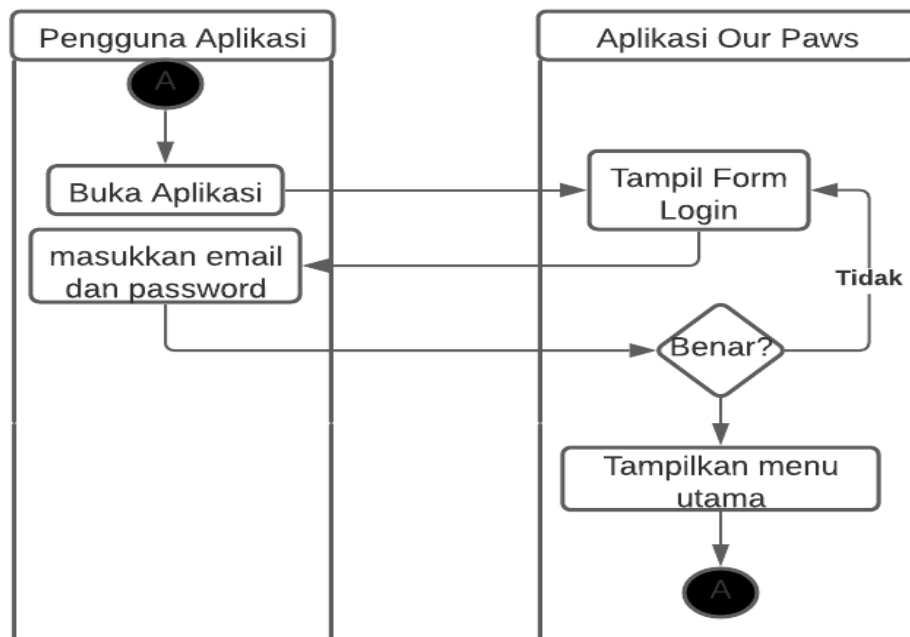 Pengguna Aplikasi
Aplikasi Our Paws
A
Buka Aplikasi
Tampil Form
Login
masukkan email
dan password
Tidak
Benar?
Tampilkan menu
utama
A